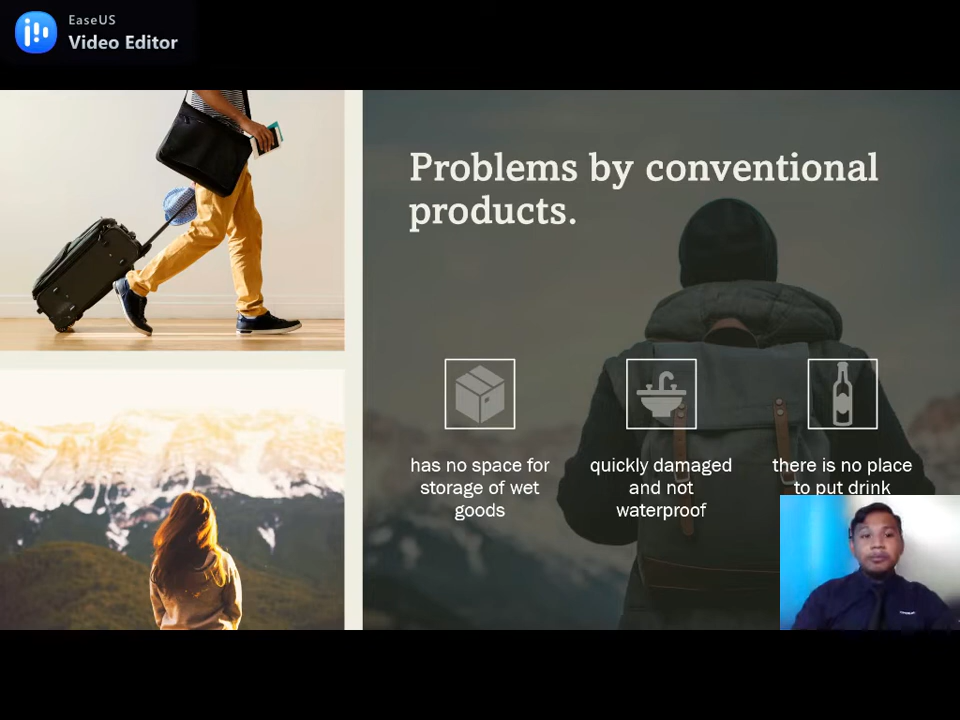 EaseUS
Video Editor
Problems by conventional
products.
has no space for
storage of wet
goods
quickly damaged
and not
waterproof
there is no place
to put drink